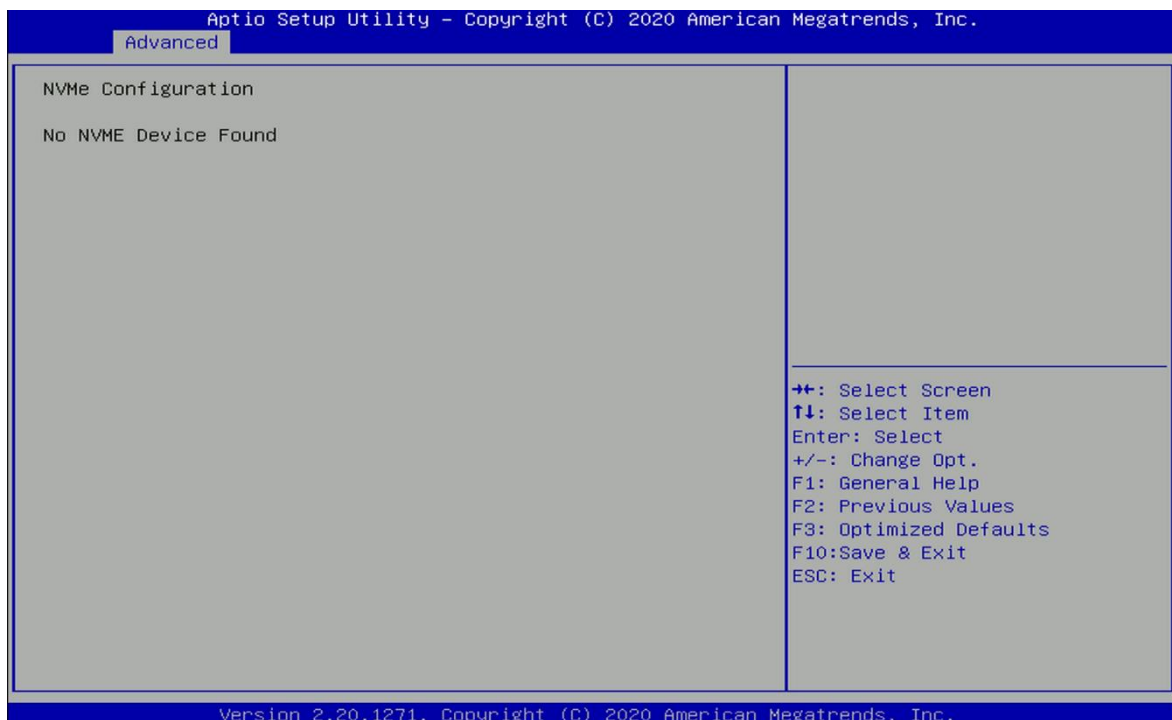 Aptio Setup Utility – Copyright (C) 2020 American Megatrends, Inc.
Advanced
NVMe Configuration
No NVME Device Found
→←: Select Screen
↑↓: Select Item
Enter: Select
+/-: Change Opt.
F1: General Help
F2: Previous Values
F3: Optimized Defaults
F10:Save & Exit
ESC: Exit
Version 2.20.1271. Copyright (C) 2020 American Megatrends, Inc.